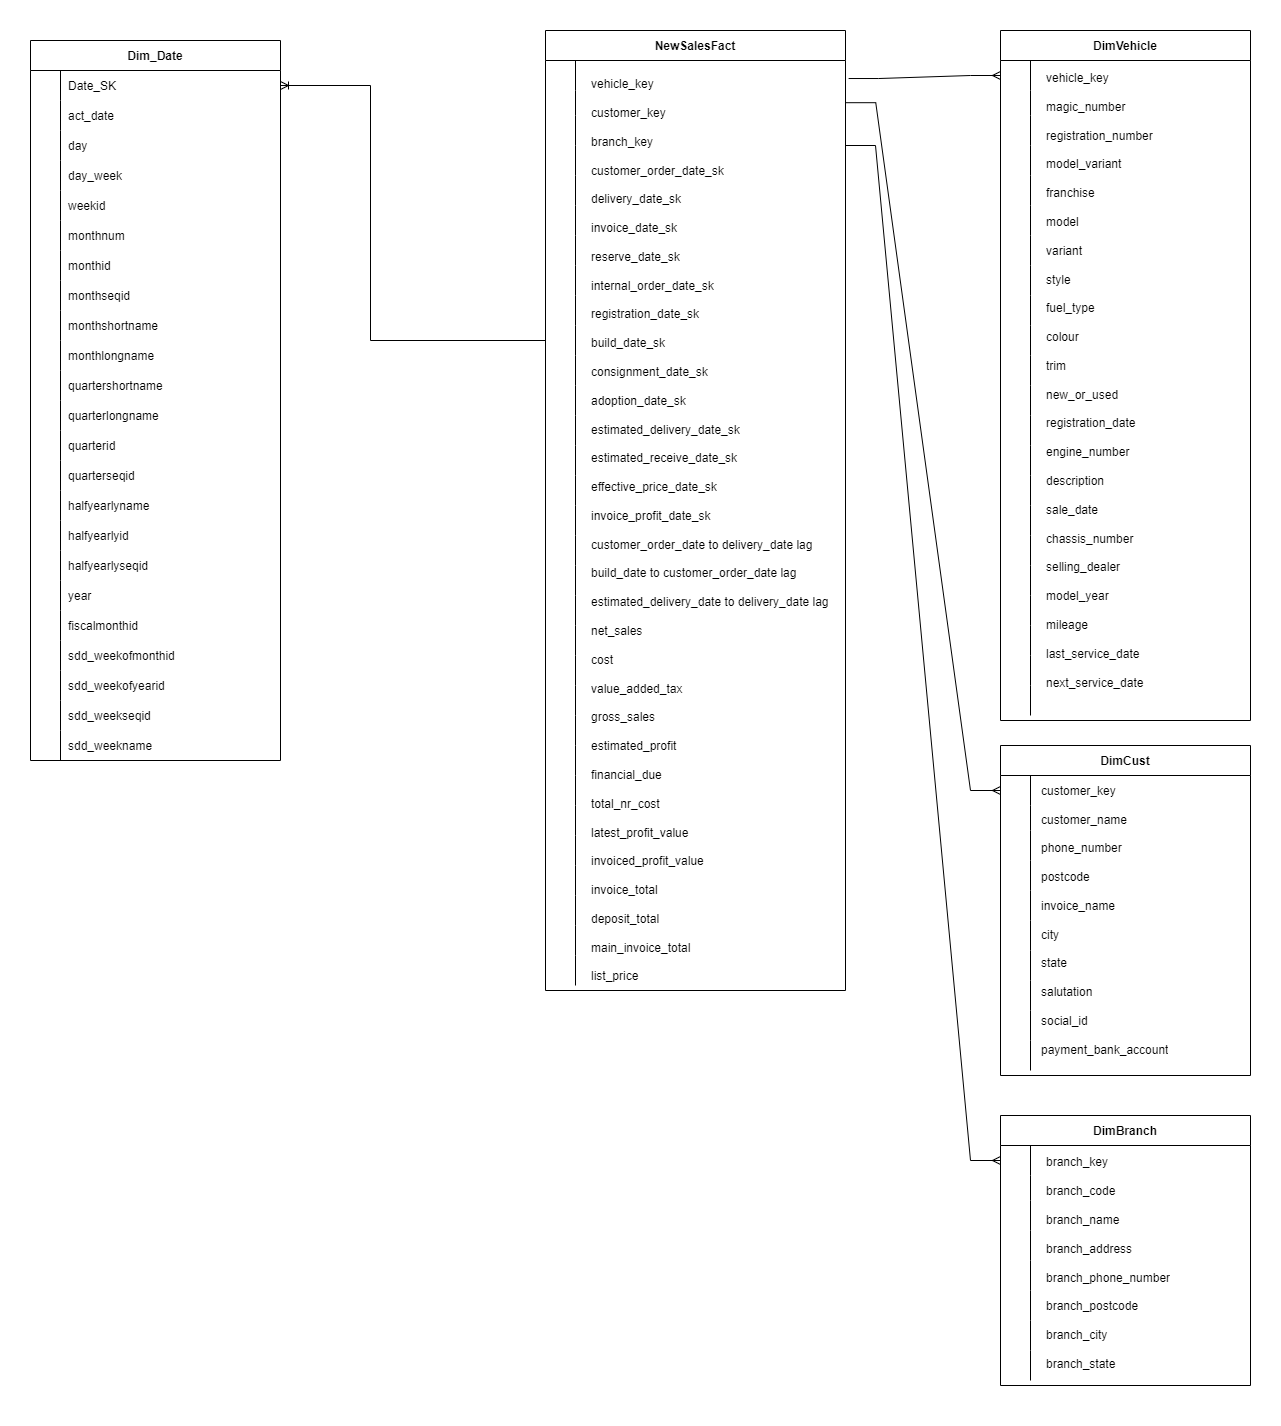 Dim_Date
Date_SK
act_date
day
day_week
weekid
monthnum
monthid
monthseqid
monthshortname
monthlongname
quartershortname
quarterlongname
quarterid
quarterseqid
halfyearlyname
halfyearlyid
halfyearlyseqid
year
fiscalmonthid
sdd_weekofmonthid
sdd_weekofyearid
sdd_weekseqid
sdd_weekname
NewSalesFact
vehicle_key
customer_key
branch_key
customer_order_date_sk
delivery_date_sk
invoice_date_sk
reserve_date_sk
internal_order_date_sk
registration_date_sk
build_date_sk
consignment_date_sk
adoption_date_sk
estimated_delivery_date_sk
estimated_receive_date_sk
effective_price_date_sk
invoice_profit_date_sk
customer_order_date to delivery_date lag
build_date to customer_order_date lag
estimated_delivery_date to delivery_date lag
net_sales
cost
value_added_tax
gross_sales
estimated_profit
financial_due
total_nr_cost
latest_profit_value
invoiced_profit_value
invoice_total
deposit_total
main_invoice_total
list_price
DimVehicle
vehicle_key
magic_number
registration_number
model_variant
franchise
model
variant
style
fuel_type
colour
trim
new_or_used
registration_date
engine_number
description
sale_date
chassis_number
selling_dealer
model_year
mileage
last_service_date
next_service_date
DimCust
customer_key
customer_name
phone_number
postcode
invoice_name
city
state
salutation
social_id
payment_bank_account
DimBranch
branch_key
branch_code
branch_name
branch_address
branch_phone_number
branch_postcode
branch_city
branch_state